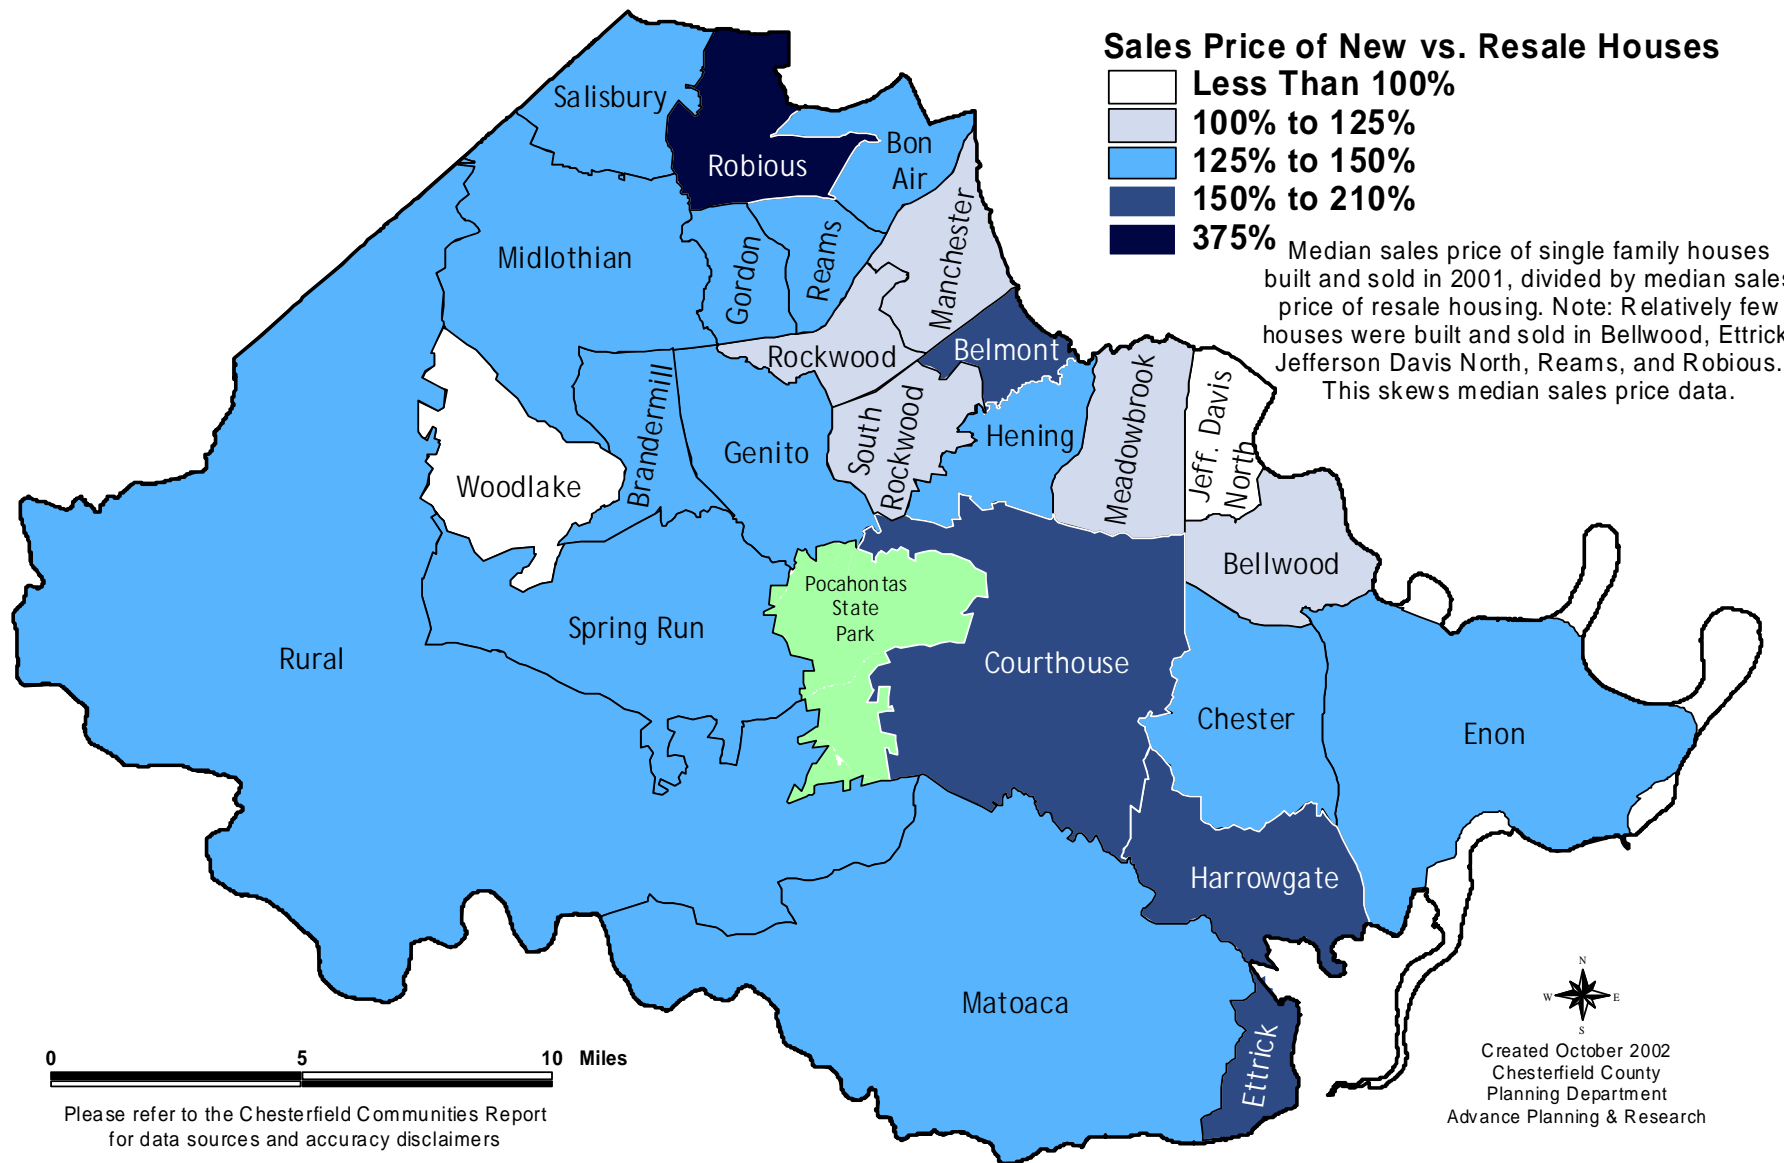 Sales Price of New vs. Resale Houses
Less Than 100%
100% to 125%
125% to 150%
150% to 210%
375%
Median sales price of single family houses
built and sold in 2001, divided by median sales
price of resale housing. Note: Relatively few
houses were built and sold in Bellwood, Ettrick
Jefferson Davis North, Reams, and Robious.
This skews median sales price data.
Salisbury
Robious
Bon
Air
Midlothian
Gordon
Reams
Manchester
Rockwood
Belmont
Woodlake
Brandermill
Genito
South
Rockwood
Hening
Meadowbrook
Jeff. Davis
North
Bellwood
Pocahontas
State
Park
Spring Run
Rural
Courthouse
Chester
Enon
Harrowgate
Matoaca
Ettrick
0 5 10 Miles
Please refer to the Chesterfield Communities Report
for data sources and accuracy disclaimers
N
W E
S
Created October 2002
Chesterfield County
Planning Department
Advance Planning & Research